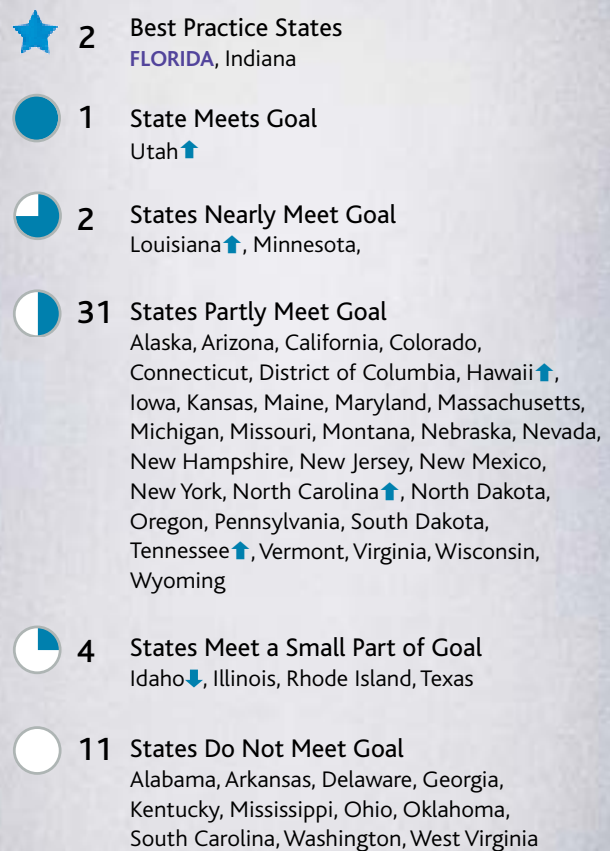 2 Best Practice States
FLORIDA, Indiana
1 State Meets Goal
Utah⬆
2 States Nearly Meet Goal
Louisiana⬆, Minnesota,
31 States Partly Meet Goal
Alaska, Arizona, California, Colorado,
Connecticut, District of Columbia, Hawaii⬆,
Iowa, Kansas, Maine, Maryland, Massachusetts,
Michigan, Missouri, Montana, Nebraska, Nevada,
New Hampshire, New Jersey, New Mexico,
New York, North Carolina⬆, North Dakota,
Oregon, Pennsylvania, South Dakota,
Tennessee⬆, Vermont, Virginia, Wisconsin,
Wyoming
4 States Meet a Small Part of Goal
Idaho⬇, Illinois, Rhode Island, Texas
11 States Do Not Meet Goal
Alabama, Arkansas, Delaware, Georgia,
Kentucky, Mississippi, Ohio, Oklahoma,
South Carolina, Washington, West Virginia